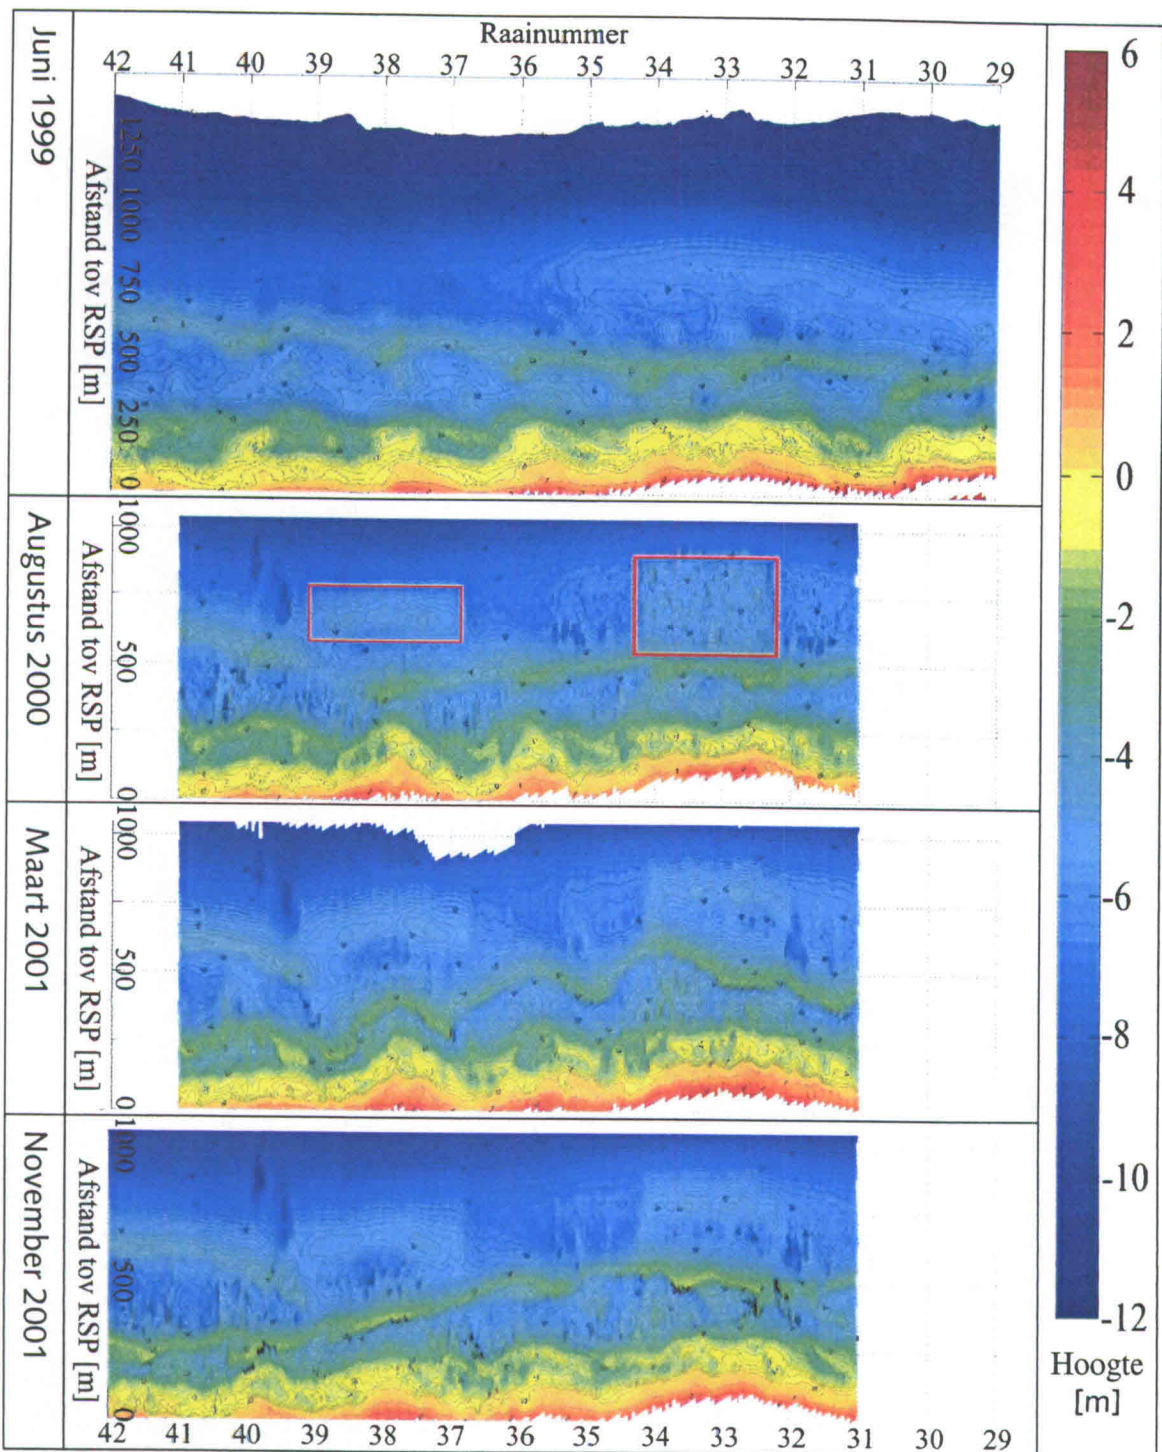 Raainummer
42 41 40 39 38 37 36 35 34 33 32 31 30 29
Juni 1999
Afstand tov RSP [m]
1250 1000 750 500 250 0
Augustus 2000
Afstand tov RSP [m]
1000 500 0
Maart 2001
Afstand tov RSP [m]
1000 500 0
November 2001
Afstand tov RSP [m]
1000 500 0
42 41 40 39 38 37 36 35 34 33 32 31 30 29
6
4
2
0
-2
-4
-6
-8
-10
-12
Hoogte
[m]